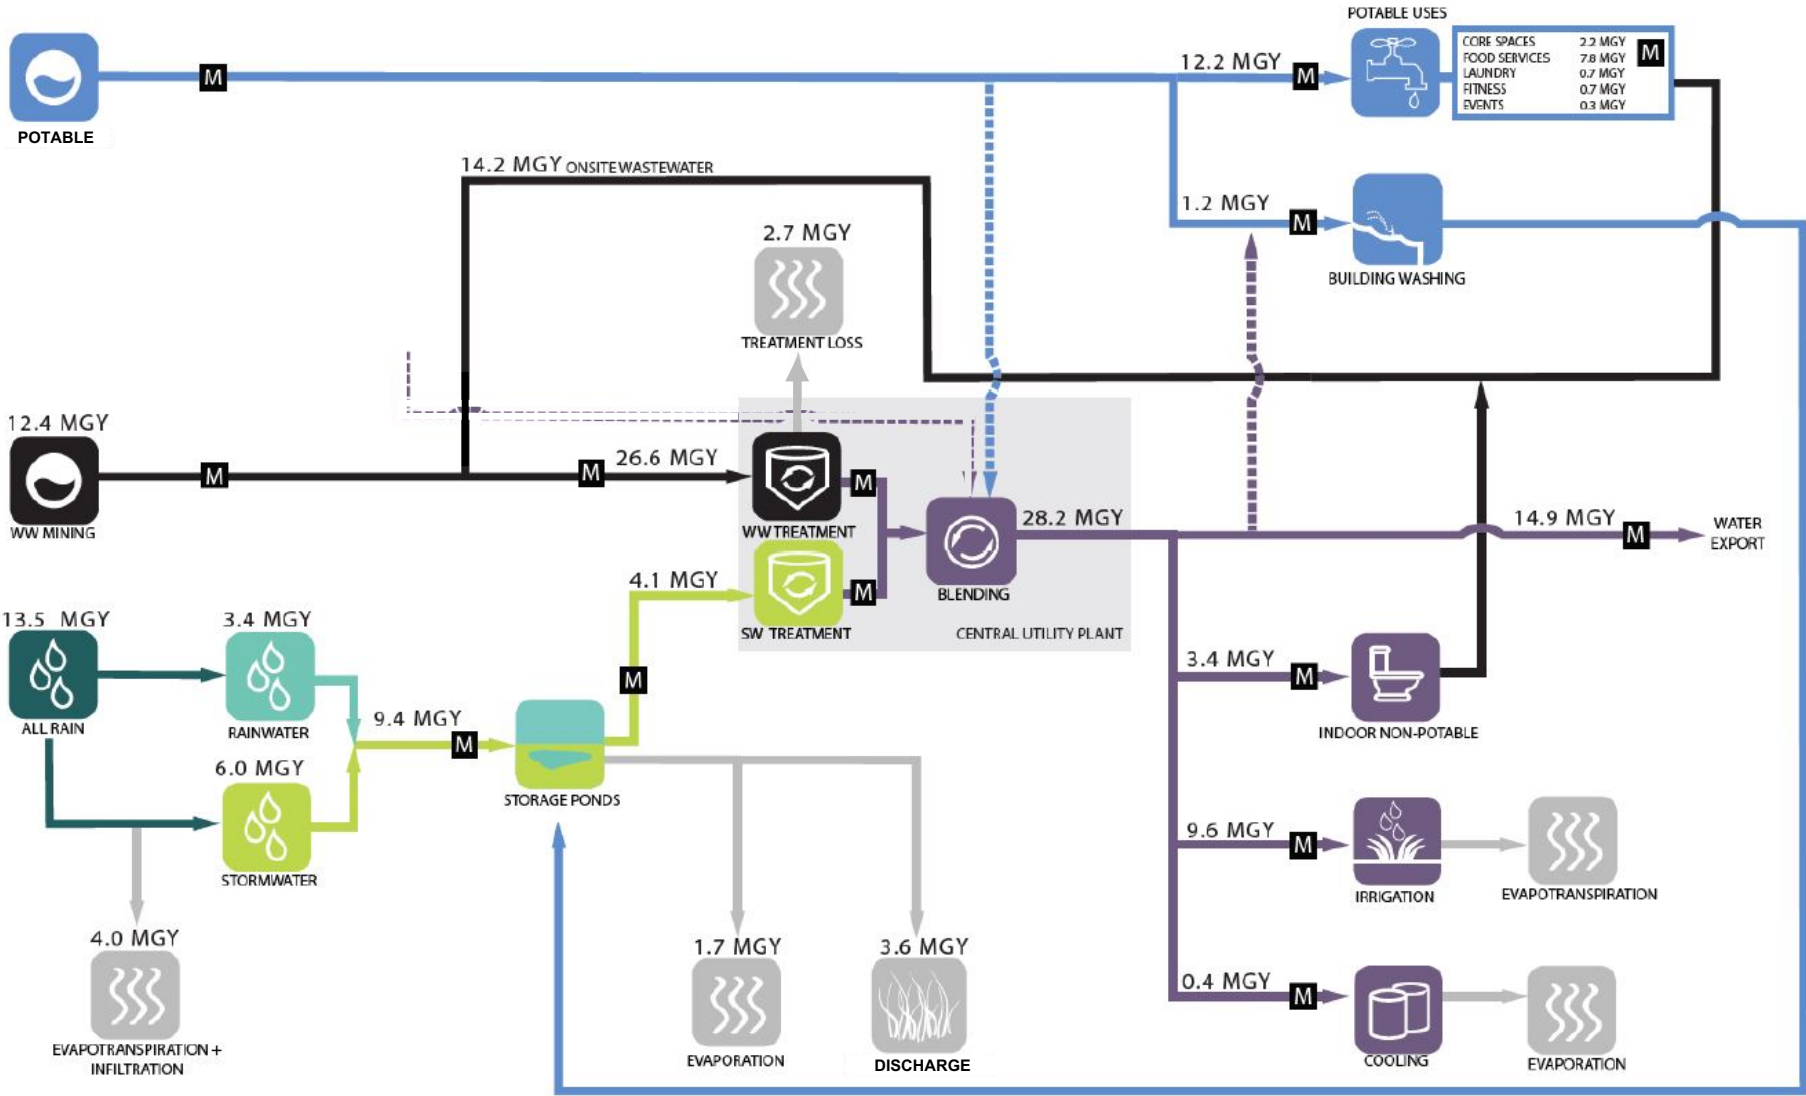 POTABLE USES
12.2 MGY
M
M
CORE SPACES 2.2 MGY
FOOD SERVICES 7.8 MGY
LAUNDRY 0.7 MGY
FITNESS 0.7 MGY
EVENTS 0.3 MGY
M
POTABLE
14.2 MGY ONSITE WASTEWATER
1.2 MGY
M
BUILDING WASHING
2.7 MGY
TREATMENT LOSS
12.4 MGY
M
WW MINING
M
26.6 MGY
M
WW TREATMENT
28.2 MGY
14.9 MGY
M
WATER
EXPORT
4.1 MGY
M
BLENDING
SW TREATMENT
CENTRAL UTILITY PLANT
13.5 MGY
3.4 MGY
ALL RAIN
RAINWATER
M
3.4 MGY
M
INDOOR NON-POTABLE
9.4 MGY
M
6.0 MGY
STORAGE PONDS
STORMWATER
9.6 MGY
M
IRRIGATION
EVAPOTRANSPIRATION
4.0 MGY
EVAPOTRANSPIRATION +
INFILTRATION
1.7 MGY
EVAPORATION
3.6 MGY
DISCHARGE
0.4 MGY
M
COOLING
EVAPORATION